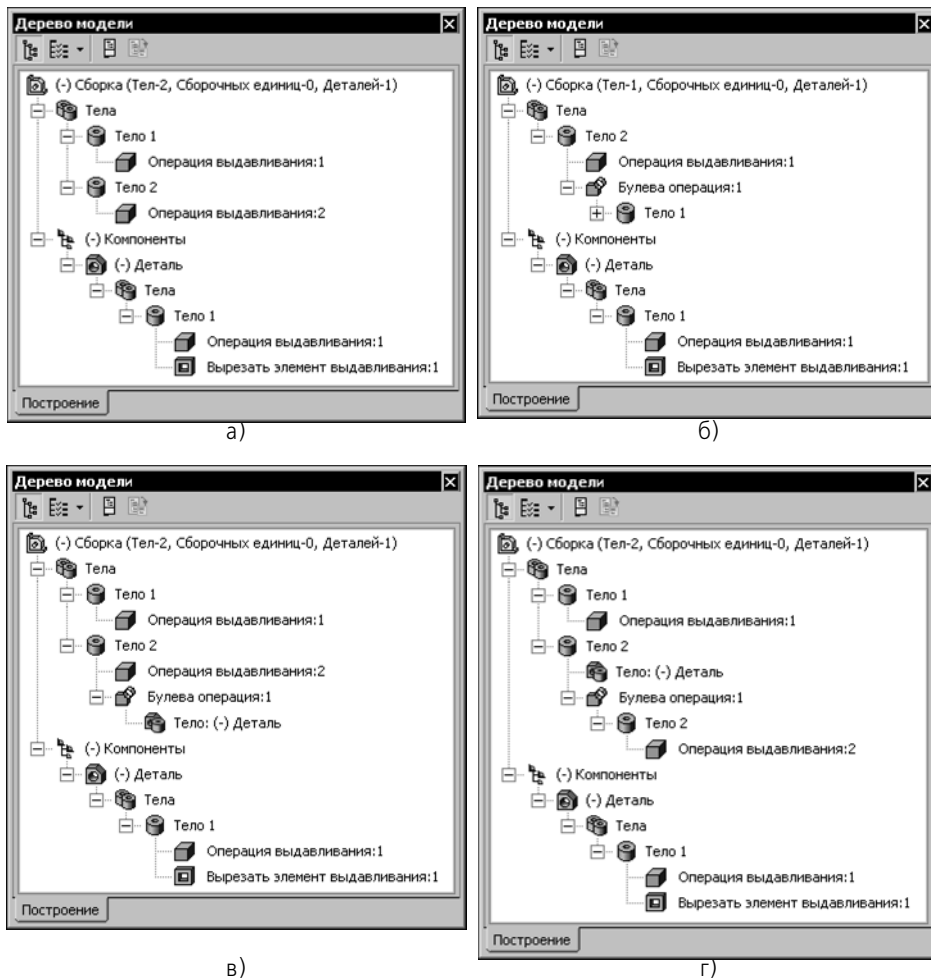 Дерево модели
(-) Сборка (Тел-2, Сборочных единиц-0, Деталей-1)
Тела
Тело 1
Операция выдавливания:1
Тело 2
Операция выдавливания:2
(-) Компоненты
(-) Деталь
Тела
Тело 1
Операция выдавливания:1
Вырезать элемент выдавливания:1
Построение
а)
Дерево модели
(-) Сборка (Тел-1, Сборочных единиц-0, Деталей-1)
Тела
Тело 2
Операция выдавливания:1
Булева операция:1
Тело 1
(-) Компоненты
(-) Деталь
Тела
Тело 1
Операция выдавливания:1
Вырезать элемент выдавливания:1
Построение
б)
Дерево модели
(-) Сборка (Тел-2, Сборочных единиц-0, Деталей-1)
Тела
Тело 1
Операция выдавливания:1
Тело 2
Операция выдавливания:2
Булева операция:1
Тело: (-) Деталь
(-) Компоненты
(-) Деталь
Тела
Тело 1
Операция выдавливания:1
Вырезать элемент выдавливания:1
Построение
в)
Дерево модели
(-) Сборка (Тел-2, Сборочных единиц-0, Деталей-1)
Тела
Тело 1
Операция выдавливания:1
Тело 2
Тело: (-) Деталь
Булева операция:1
Тело 2
Операция выдавливания:2
(-) Компоненты
(-) Деталь
Тела
Тело 1
Операция выдавливания:1
Вырезать элемент выдавливания:1
Построение
г)